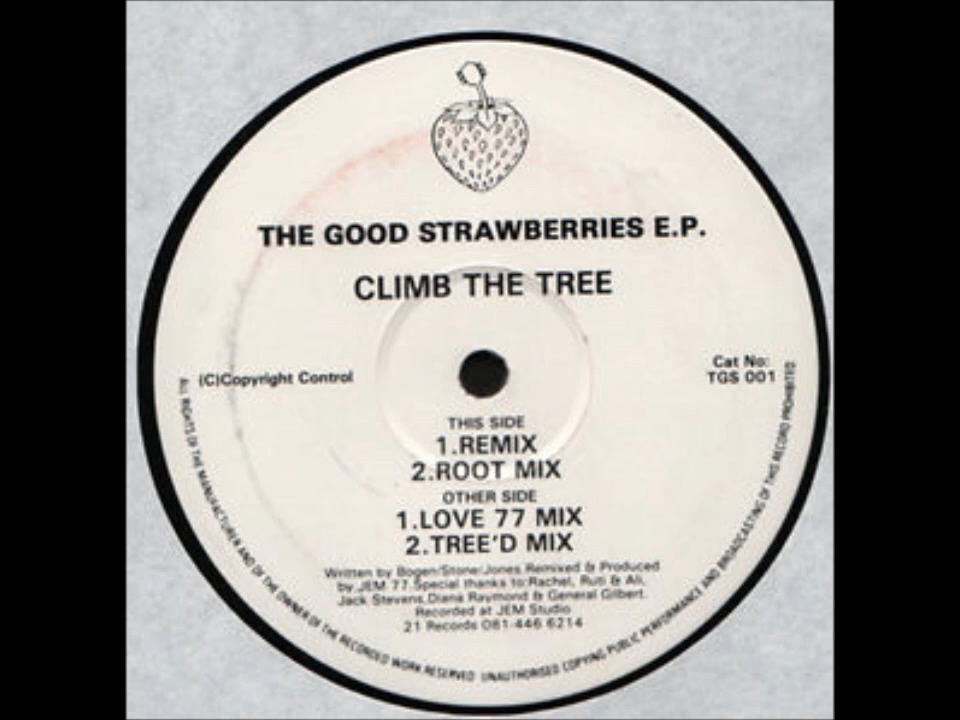 THE GOOD STRAWBERRIES E.P.
CLIMB THE TREE
(C)Copyright Control
Cat No:
TGS 001
THIS SIDE
1.REMIX
2.ROOT MIX
OTHER SIDE
1.LOVE 77 MIX
2.TREE'D MIX
Written by Bogen/Stone/Jones.Remixed & Produced
by JEM 77.Special thanks to:Rachel, Ruti & Ali,
Jack Stevens,Diana Raymond & General Gilbert.
Recorded at JEM Studio
21 Records 081-446 6214
ALL RIGHTS OF THE MANUFACTURER AND OF THE OWNER OF THE RECORDED WORK RESERVED UNAUTHORISED COPYING PUBLIC PERFORMANCE AND BROADCASTING OF THIS RECORD PROHIBITED